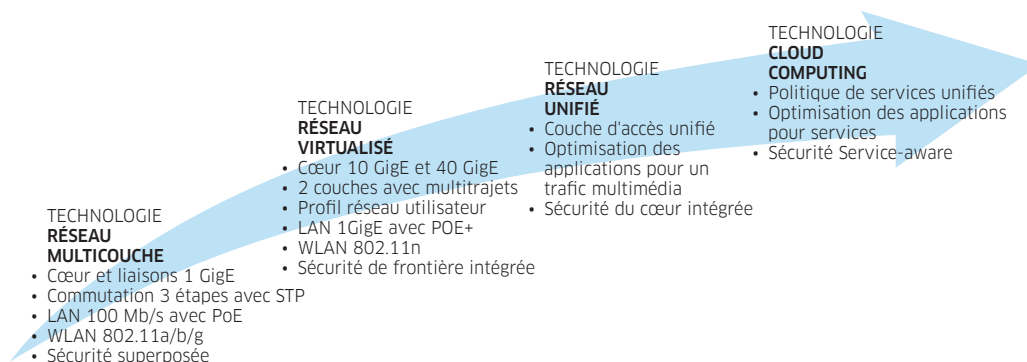 TECHNOLOGIE
RÉSEAU
MULTICOUCHE
• Cœur et liaisons 1 GigE
• Commutation 3 étapes avec STP
• LAN 100 Mb/s avec PoE
• WLAN 802.11a/b/g
• Sécurité superposée
TECHNOLOGIE
RÉSEAU
VIRTUALISÉ
• Cœur 10 GigE et 40 GigE
• 2 couches avec multitrajets
• Profil réseau utilisateur
• LAN 1GigE avec POE+
• WLAN 802.11n
• Sécurité de frontière intégrée
TECHNOLOGIE
RÉSEAU
UNIFIÉ
• Couche d'accès unifié
• Optimisation des
applications pour un
trafic multimédia
• Sécurité du cœur intégrée
TECHNOLOGIE
CLOUD
COMPUTING
• Politique de services unifiés
• Optimisation des applications
pour services
• Sécurité Service-aware